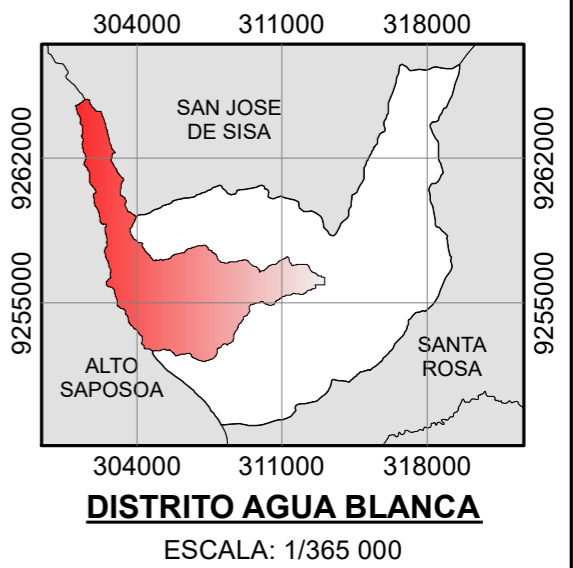 304000 311000 318000
SAN JOSE
DE SISA
9262000 9262000
9255000 9255000
ALTO
SAPOSOA
SANTA
ROSA
304000 311000 318000
DISTRITO AGUA BLANCA
ESCALA: 1/365 000